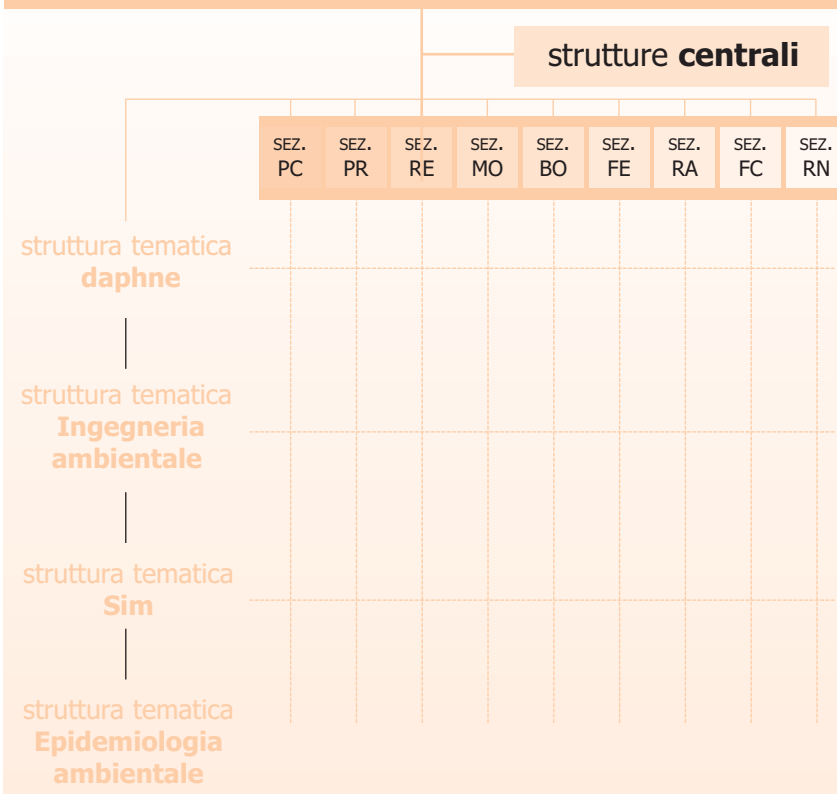 strutture centrali
SEZ. SEZ. SEZ. SEZ. SEZ. SEZ. SEZ. SEZ. SEZ.
PC PR RE MO BO FE RA FC RN
struttura tematica
daphne
struttura tematica
Ingegneria
ambientale
struttura tematica
Sim
struttura tematica
Epidemiologia
ambientale